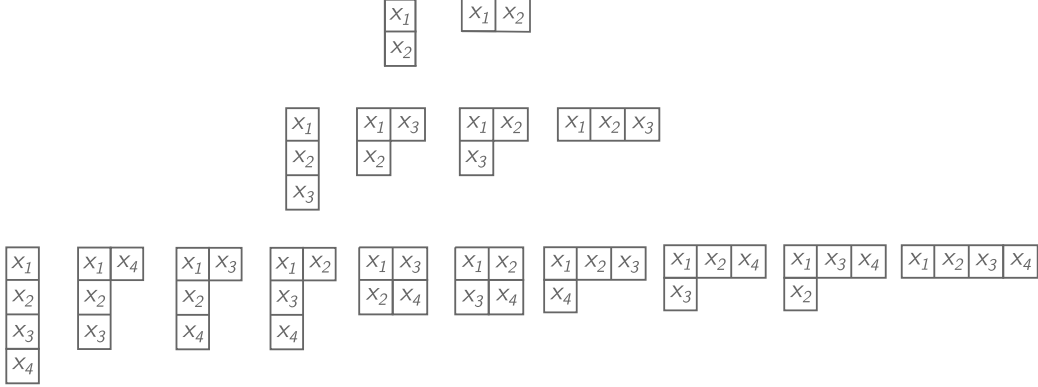 x₁ x₁ x₂
x₂
x₁ x₁ x₃ x₁ x₂ x₁ x₂ x₃
x₂ x₂ x₃
x₃
x₁ x₁ x₄ x₁ x₃ x₁ x₂ x₁ x₃ x₁ x₂ x₁ x₂ x₃ x₁ x₂ x₄ x₁ x₃ x₄ x₁ x₂ x₃ x₄
x₂ x₂ x₂ x₃ x₂ x₄ x₃ x₄ x₄ x₃ x₂
x₃ x₃ x₄ x₄
x₄